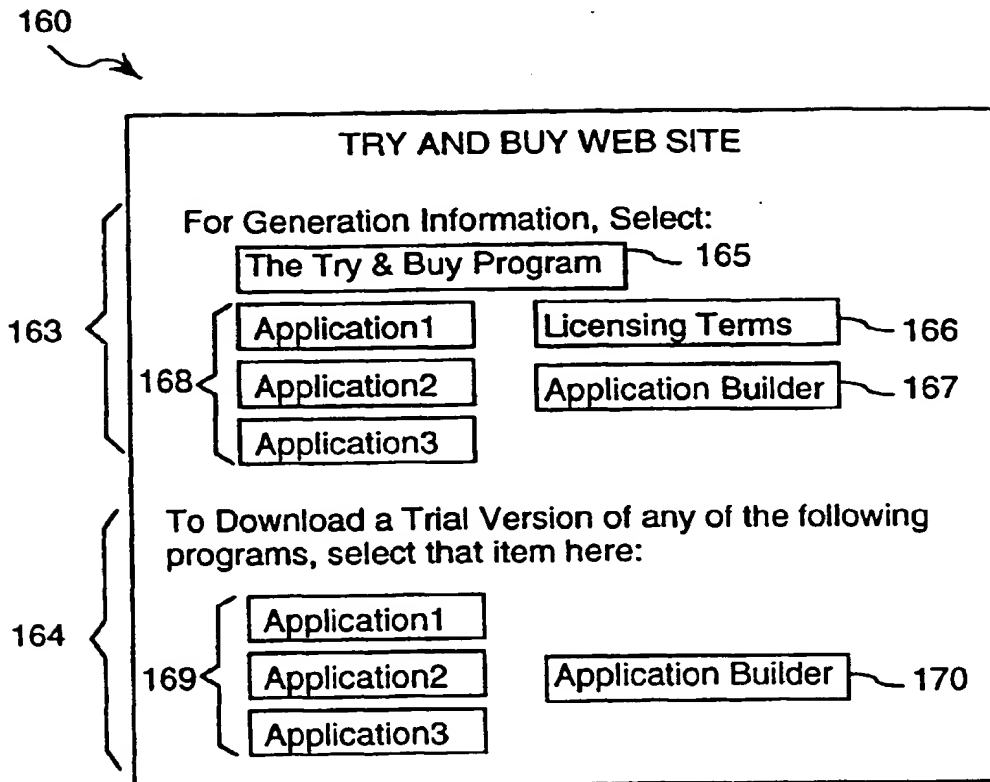 160
TRY AND BUY WEB SITE
For Generation Information, Select:
The Try & Buy Program 165
163
Application1 Licensing Terms 166
168 Application2 Application Builder 167
Application3
To Download a Trial Version of any of the following
programs, select that item here:
164
Application1
169 Application2 Application Builder 170
Application3